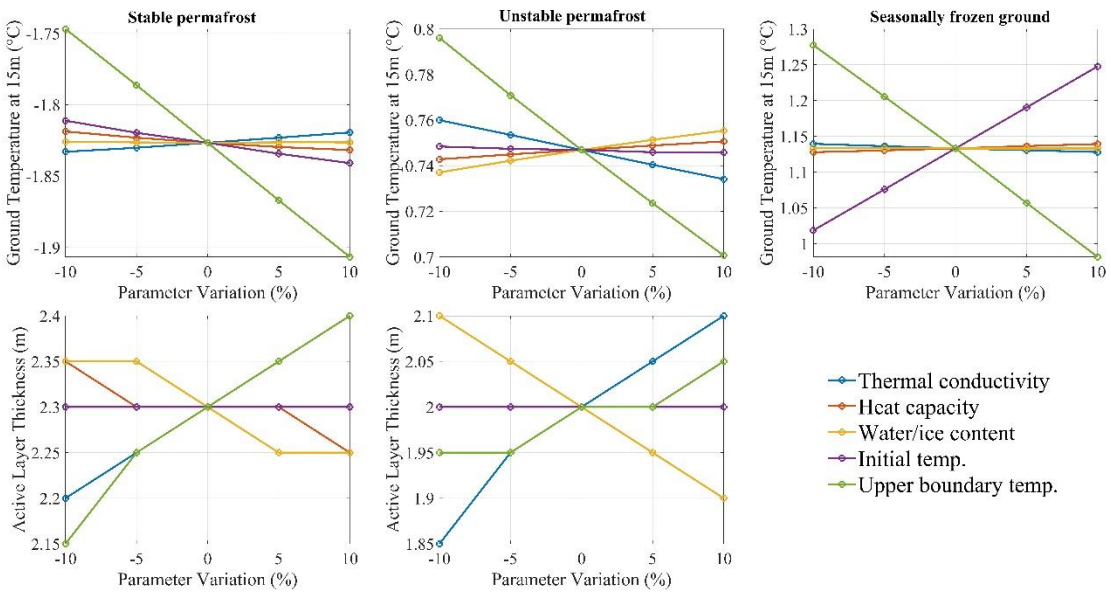 Stable permafrost
Unstable permafrost
Seasonally frozen ground
Ground Temperature at 15m (°C)
-1.75
-1.8
-1.85
-1.9
-10 -5 0 5 10
Parameter Variation (%)
Ground Temperature at 15m (°C)
0.8
0.78
0.76
0.74
0.72
0.7
-10 -5 0 5 10
Parameter Variation (%)
Ground Temperature at 15m (°C)
1.3
1.25
1.2
1.15
1.1
1.05
1
-10 -5 0 5 10
Parameter Variation (%)
Active Layer Thickness (m)
2.4
2.35
2.3
2.25
2.2
2.15
-10 -5 0 5 10
Parameter Variation (%)
Active Layer Thickness (m)
2.1
2.05
2
1.95
1.9
1.85
-10 -5 0 5 10
Parameter Variation (%)
Thermal conductivity
Heat capacity
Water/ice content
Initial temp.
Upper boundary temp.